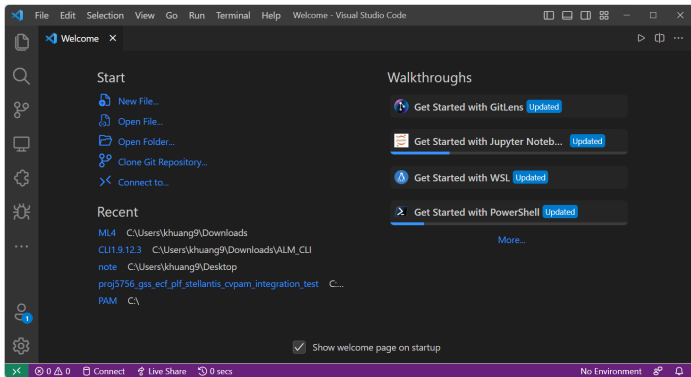 File Edit Selection View Go Run Terminal Help Welcome - Visual Studio Code
Welcome
Start
New File...
Open File...
Open Folder...
Clone Git Repository...
Connect to...
Recent
ML4 C:\Users\khuang9\Downloads
CLI1.9.12.3 C:\Users\khuang9\Downloads\ALM_CLI
note C:\Users\khuang9\Desktop
proj5756_gss_ecf_plf_stellantis_cvpam_integration_test C:...
PAM C:\
Walkthroughs
Get Started with GitLens Updated
Get Started with Jupyter Noteb... Updated
Get Started with WSL Updated
Get Started with PowerShell Updated
More...
Show welcome page on startup
1
0 0 Connect Live Share 0 secs No Environment